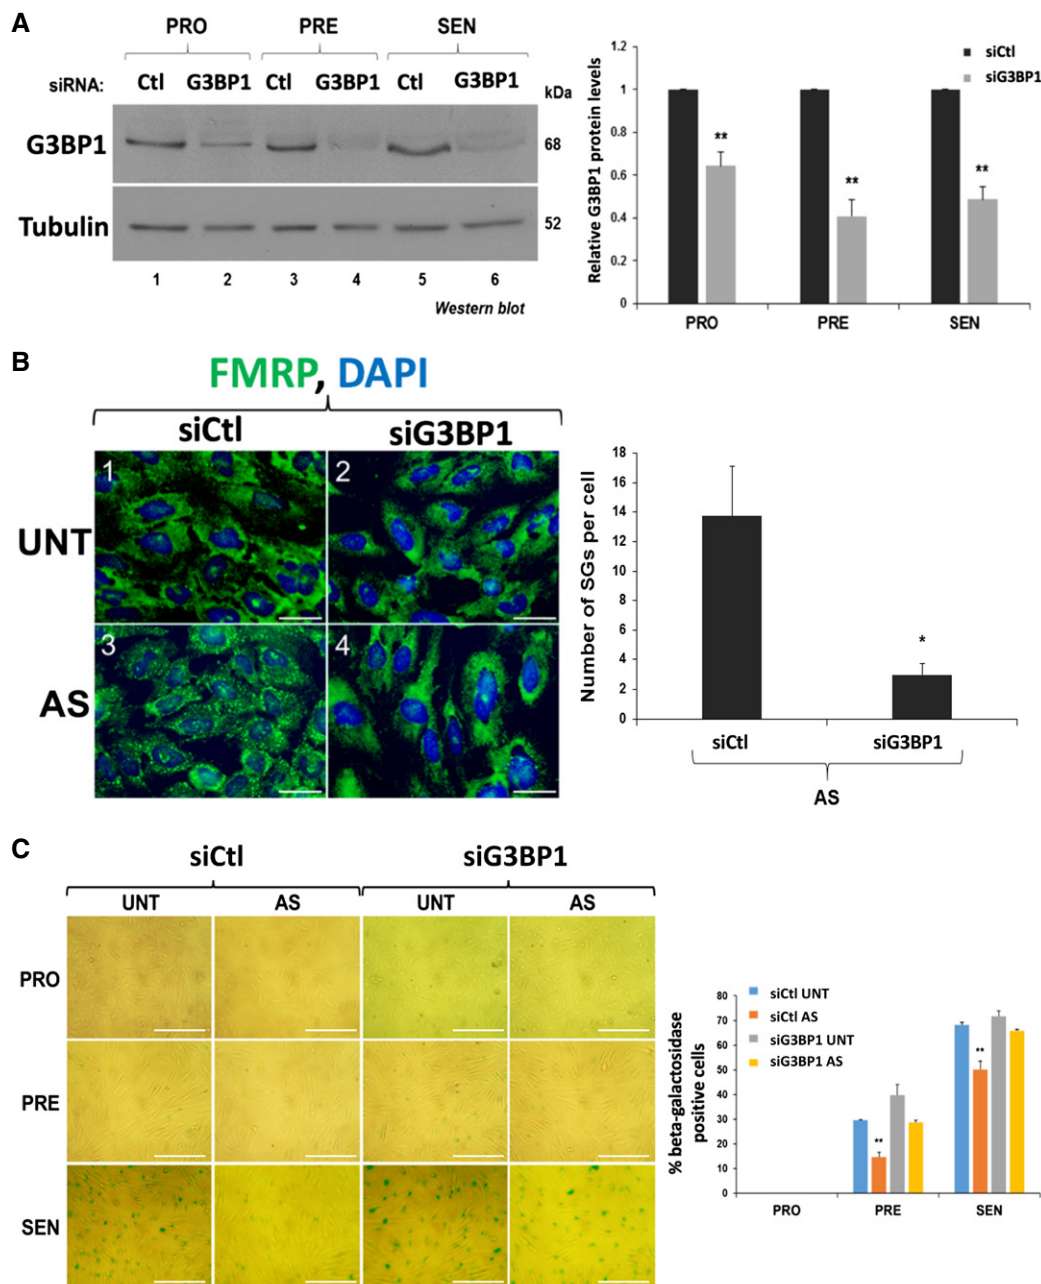 A
PRO PRE SEN
siRNA: Ctl G3BP1 Ctl G3BP1 Ctl G3BP1
kDa
G3BP1 68
Tubulin 52
1 2 3 4 5 6
Western blot
Relative G3BP1 protein levels
1.2
1
0.8
0.6
0.4
0.2
0
siCtl
siG3BP1
**
**
**
PRO PRE SEN
B
FMRP, DAPI
siCtl siG3BP1
UNT
1 2
AS
3 4
Number of SGs per cell
18
16
14
12
10
8
6
4
2
0
*
siCtl siG3BP1
AS
C
siCtl siG3BP1
UNT AS UNT AS
PRO
PRE
SEN
% beta-galactosidase
positive cells
80
70
60
50
40
30
20
10
0
siCtl UNT
siCtl AS
siG3BP1 UNT
siG3BP1 AS
**
**
PRO PRE SEN